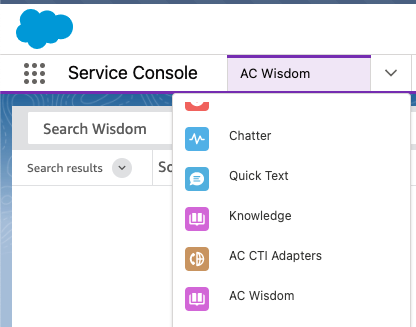 Service Console
AC Wisdom
Search Wisdom
Search results
Chatter
Quick Text
Knowledge
AC CTI Adapters
AC Wisdom